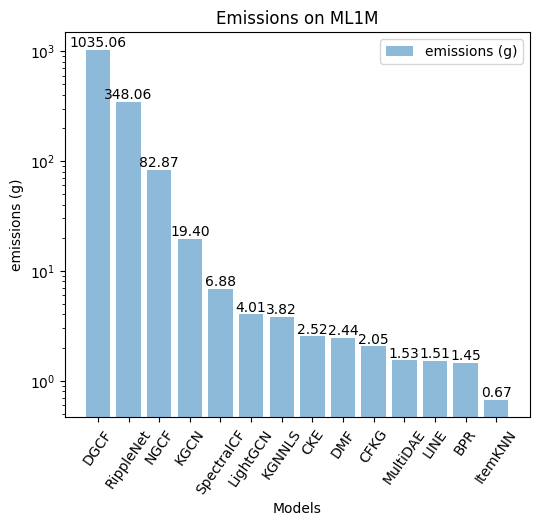 Emissions on ML1M
emissions (g)
1035.06
348.06
82.87
19.40
6.88
4.01
3.82
2.52
2.44
2.05
1.53
1.51
1.45
0.67
10³
10²
10¹
10⁰
emissions (g)
DGCF
RippleNet
NGCF
KGCN
SpectralCF
LightGCN
KGNNLS
CKE
DMF
CFKG
MultiDAE
LINE
BPR
ItemKNN
Models